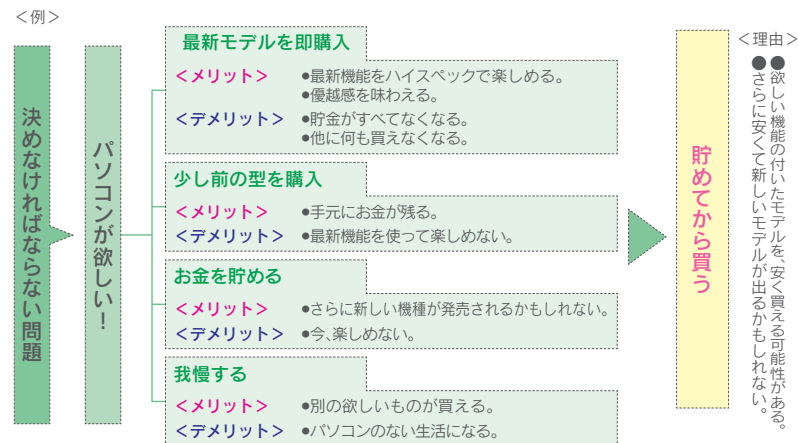 ＜例＞
決めなければならない問題
パソコンが欲しい！
最新モデルを即購入
＜メリット＞ ●最新機能をハイスペックで楽しめる。
●優越感を味わえる。
＜デメリット＞ ●貯金がすべてなくなる。
●他に何も買えなくなる。
少し前の型を購入
＜メリット＞ ●手元にお金が残る。
＜デメリット＞ ●最新機能を使って楽しめない。
お金を貯める
＜メリット＞ ●さらに新しい機種が発売されるかもしれない。
＜デメリット＞ ●今、楽しめない。
我慢する
＜メリット＞ ●別の欲しいものが買える。
＜デメリット＞ ●パソコンのない生活になる。
貯めてから買う
＜理由＞
●欲しい機能の付いたモデルを、安く買える可能性がある。
●さらに安くて新しいモデルが出るかもしれない。